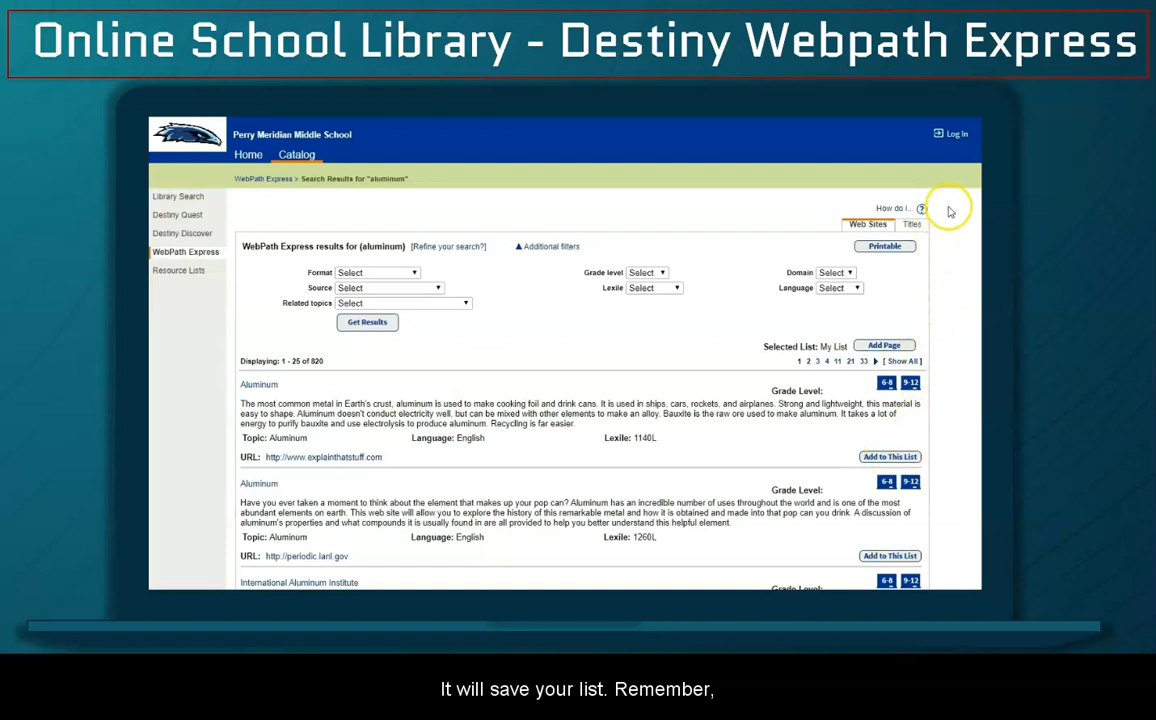 Online School Library - Destiny Webpath Express
Perry Meridian Middle School
Log In
Home Catalog
WebPath Express > Search Results for "aluminum"
Library Search
Destiny Quest
Destiny Discover
WebPath Express
Resource Lists
How do I... ?
Web Sites Titles
WebPath Express results for (aluminum) [Refine your search?] Additional filters Printable
Format Select Grade level Select Domain Select
Source Select Lexile Select Language Select
Related topics Select
Get Results
Selected List: My List Add Page
Displaying: 1 - 25 of 820 1 2 3 4 11 21 33 [ Show All ]
Aluminum Grade Level: 6-8 9-12
The most common metal in Earth's crust, aluminum is used to make cooking foil and drink cans. It is used in ships, cars, rockets, and airplanes. Strong and lightweight, this material is
easy to shape. Aluminum doesn't conduct electricity well, but can be mixed with other elements to make an alloy. Bauxite is the raw ore used to make aluminum. It takes a lot of
energy to purify bauxite and use electrolysis to produce aluminum. Recycling is far easier.
Topic: Aluminum Language: English Lexile: 1140L
URL: http://www.explainthatstuff.com Add to This List
Aluminum Grade Level: 6-8 9-12
Have you ever taken a moment to think about the element that makes up your pop can? Aluminum has an incredible number of uses throughout the world and is one of the most
abundant elements on earth. This web site will allow you to explore the history of this remarkable metal and how it is obtained and made into that pop can you drink. A discussion of
aluminum's properties and what compounds it is usually found in are all provided to help you better understand this helpful element.
Topic: Aluminum Language: English Lexile: 1260L
URL: http://periodic.lanl.gov Add to This List
International Aluminum Institute Grade Level: 6-8 9-12
It will save your list. Remember,